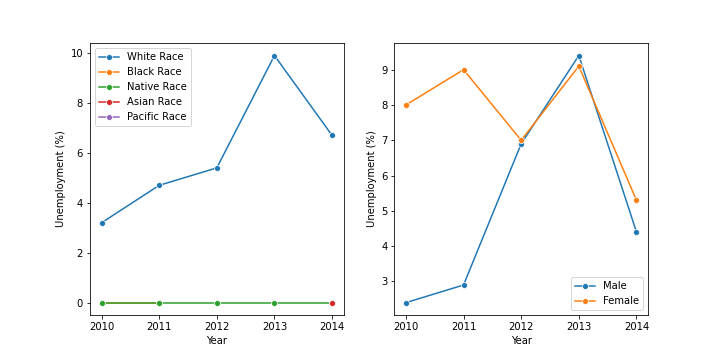 10
8
6
4
2
0
Unemployment (%)
White Race
Black Race
Native Race
Asian Race
Pacific Race
2010 2011 2012 2013 2014
Year
9
8
7
6
5
4
3
Unemployment (%)
Male
Female
2010 2011 2012 2013 2014
Year